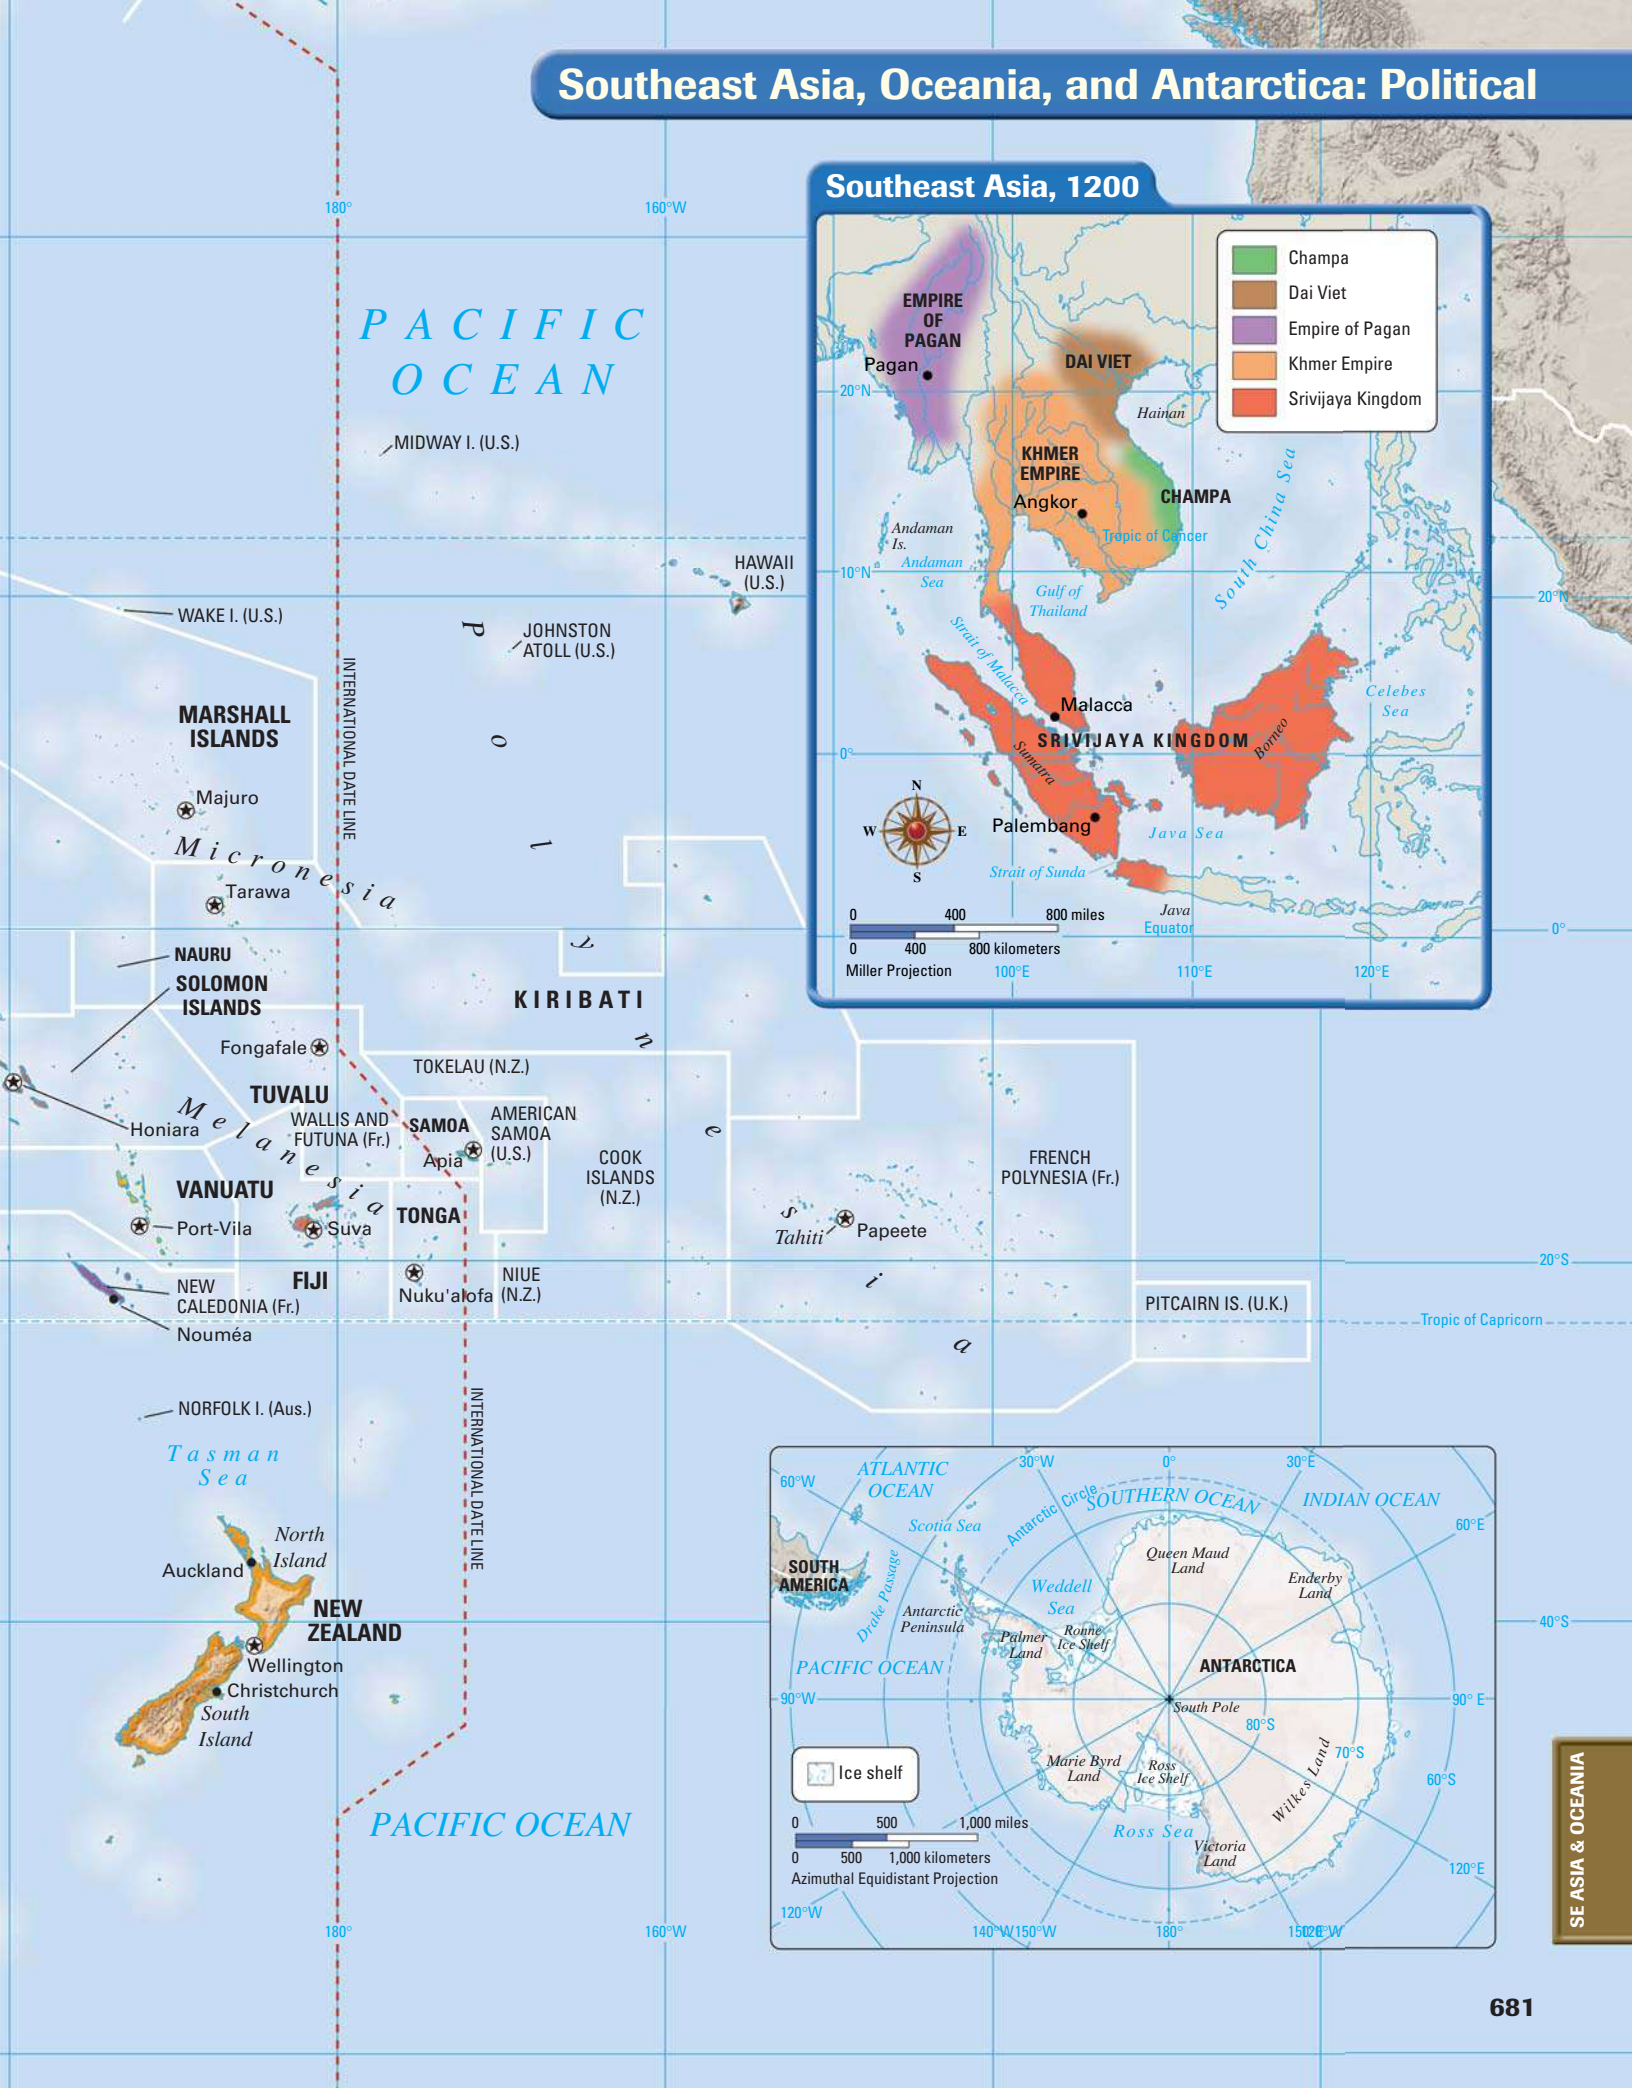 Southeast Asia, Oceania, and Antarctica: Political
180°
160°W
PACIFIC
OCEAN
MIDWAY I. (U.S.)
HAWAII
(U.S.)
WAKE I. (U.S.)
JOHNSTON
ATOLL (U.S.)
INTERNATIONAL DATE LINE
MARSHALL
ISLANDS
Majuro
Micronesia
Tarawa
Polynesia
NAURU
SOLOMON
ISLANDS
KIRIBATI
Fongafale
TOKELAU (N.Z.)
TUVALU
WALLIS AND
FUTUNA (Fr.)
SAMOA
Apia
AMERICAN
SAMOA
(U.S.)
Honiara
Melanesia
COOK
ISLANDS
(N.Z.)
FRENCH
POLYNESIA (Fr.)
VANUATU
Port-Vila
Suva
TONGA
Tahiti
Papeete
FIJI
Nuku'alofa
NIUE
(N.Z.)
NEW
CALEDONIA (Fr.)
Nouméa
PITCAIRN IS. (U.K.)
20°N
0°
20°S
Tropic of Capricorn
40°S
NORFOLK I. (Aus.)
INTERNATIONAL DATE LINE
Tasman
Sea
North
Island
Auckland
NEW
ZEALAND
Wellington
Christchurch
South
Island
PACIFIC OCEAN
180°
160°W
Southeast Asia, 1200
Champa
Dai Viet
Empire of Pagan
Khmer Empire
Srivijaya Kingdom
EMPIRE
OF
PAGAN
Pagan
DAI VIET
20°N
Hainan
KHMER
EMPIRE
Angkor
CHAMPA
South China Sea
Tropic of Cancer
Andaman
Is.
Andaman
Sea
10°N
Gulf of
Thailand
Strait of Malacca
Malacca
Celebes
Sea
SRIVIJAYA KINGDOM
Sumatra
Borneo
0°
N
W
E
S
Palembang
Java Sea
Strait of Sunda
Java
Equator
0 400 800 miles
0 400 800 kilometers
Miller Projection
100°E
110°E
120°E
60°W
ATLANTIC
OCEAN
30°W
0°
30°E
Antarctic Circle
SOUTHERN OCEAN
INDIAN OCEAN
60°E
Scotia Sea
SOUTH
AMERICA
Drake Passage
Queen Maud
Land
Enderby
Land
Weddell
Sea
Antarctic
Peninsula
Palmer
Land
Ronne
Ice Shelf
PACIFIC OCEAN
ANTARCTICA
90°W
South Pole
90° E
80°S
70°S
60°S
Marie Byrd
Land
Ross
Ice Shelf
Wilkes Land
Ice shelf
0 500 1,000 miles
0 500 1,000 kilometers
Azimuthal Equidistant Projection
Ross Sea
Victoria
Land
120°E
120°W
140°W
150°W
180°
SE ASIA & OCEANIA
681